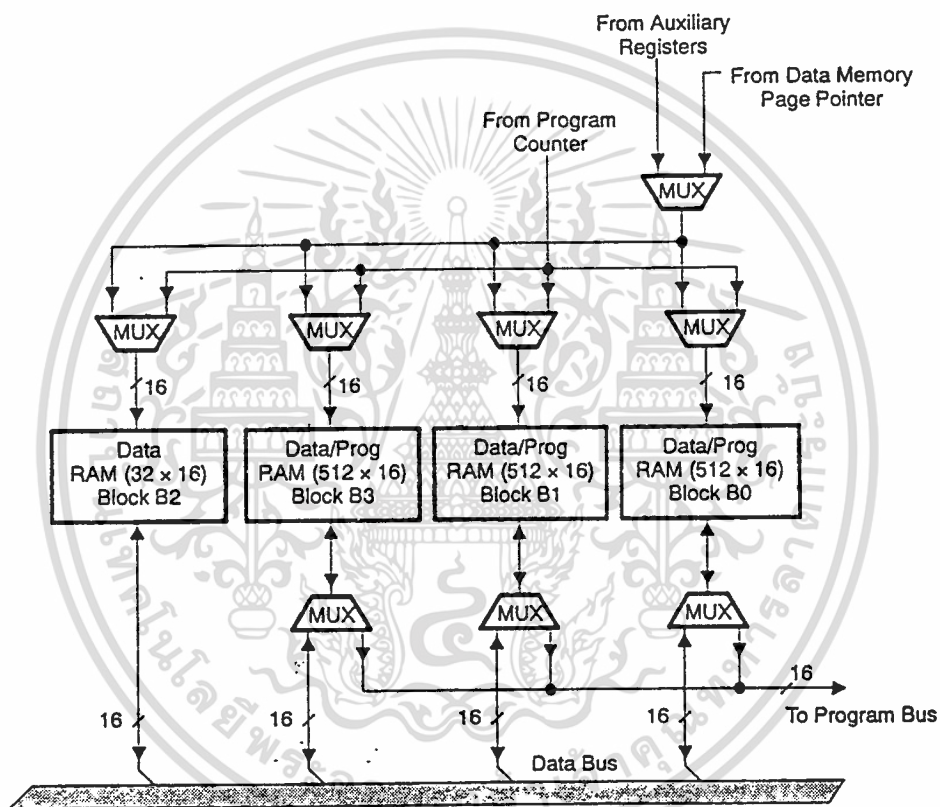 From Auxiliary
Registers
From Data Memory
Page Pointer
From Program
Counter
MUX
MUX
MUX
MUX
MUX
16
16
16
16
Data
RAM (32 × 16)
Block B2
Data/Prog
RAM (512 × 16)
Block B3
Data/Prog
RAM (512 × 16)
Block B1
Data/Prog
RAM (512 × 16)
Block B0
MUX
MUX
MUX
16
To Program Bus
16
16
16
16
Data Bus